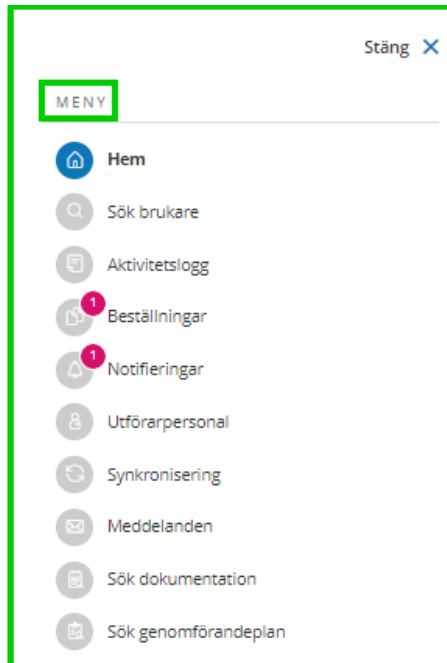 Stäng
MENY
Hem
Sök brukare
Aktivitetslogg
1
Beställningar
1
Notifieringar
Utförarpersonal
Synkronisering
Meddelanden
Sök dokumentation
Sök genomförandeplan